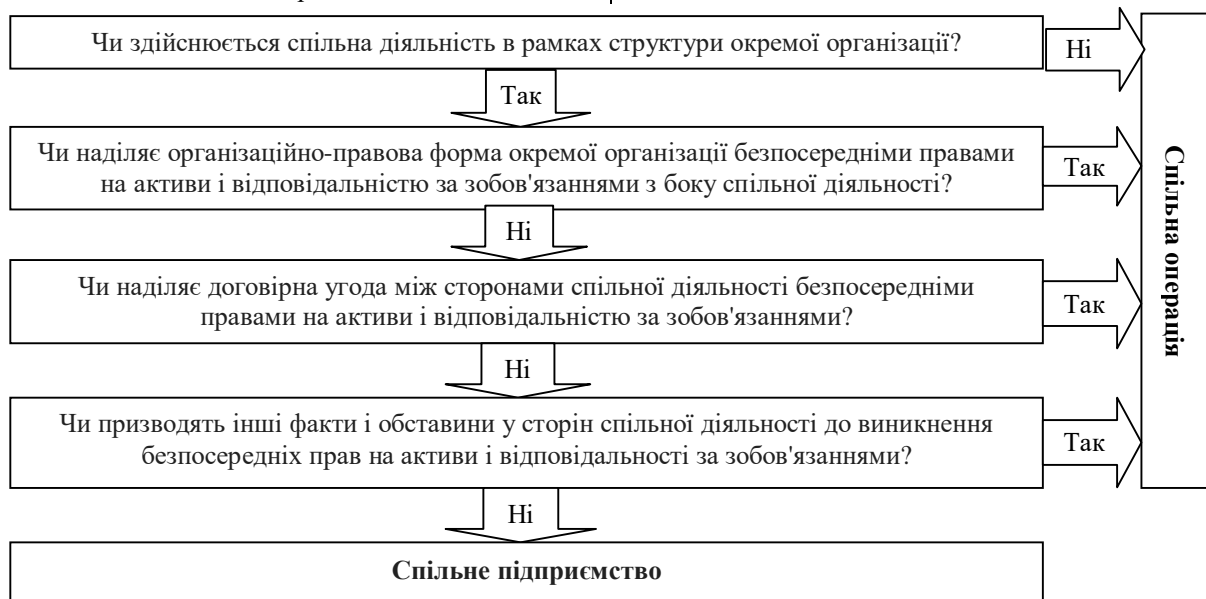 Чи здійснюється спільна діяльність в рамках структури окремої організації?
Ні
Так
Чи наділяє організаційно-правова форма окремої організації безпосередніми правами
на активи і відповідальністю за зобов'язаннями з боку спільної діяльності?
Так
Ні
Чи наділяє договірна угода між сторонами спільної діяльності безпосередніми
правами на активи і відповідальністю за зобов'язаннями?
Так
Ні
Чи призводять інші факти і обставини у сторін спільної діяльності до виникнення
безпосередніх прав на активи і відповідальності за зобов'язаннями?
Так
Ні
Спільне підприємство
Спільна операція